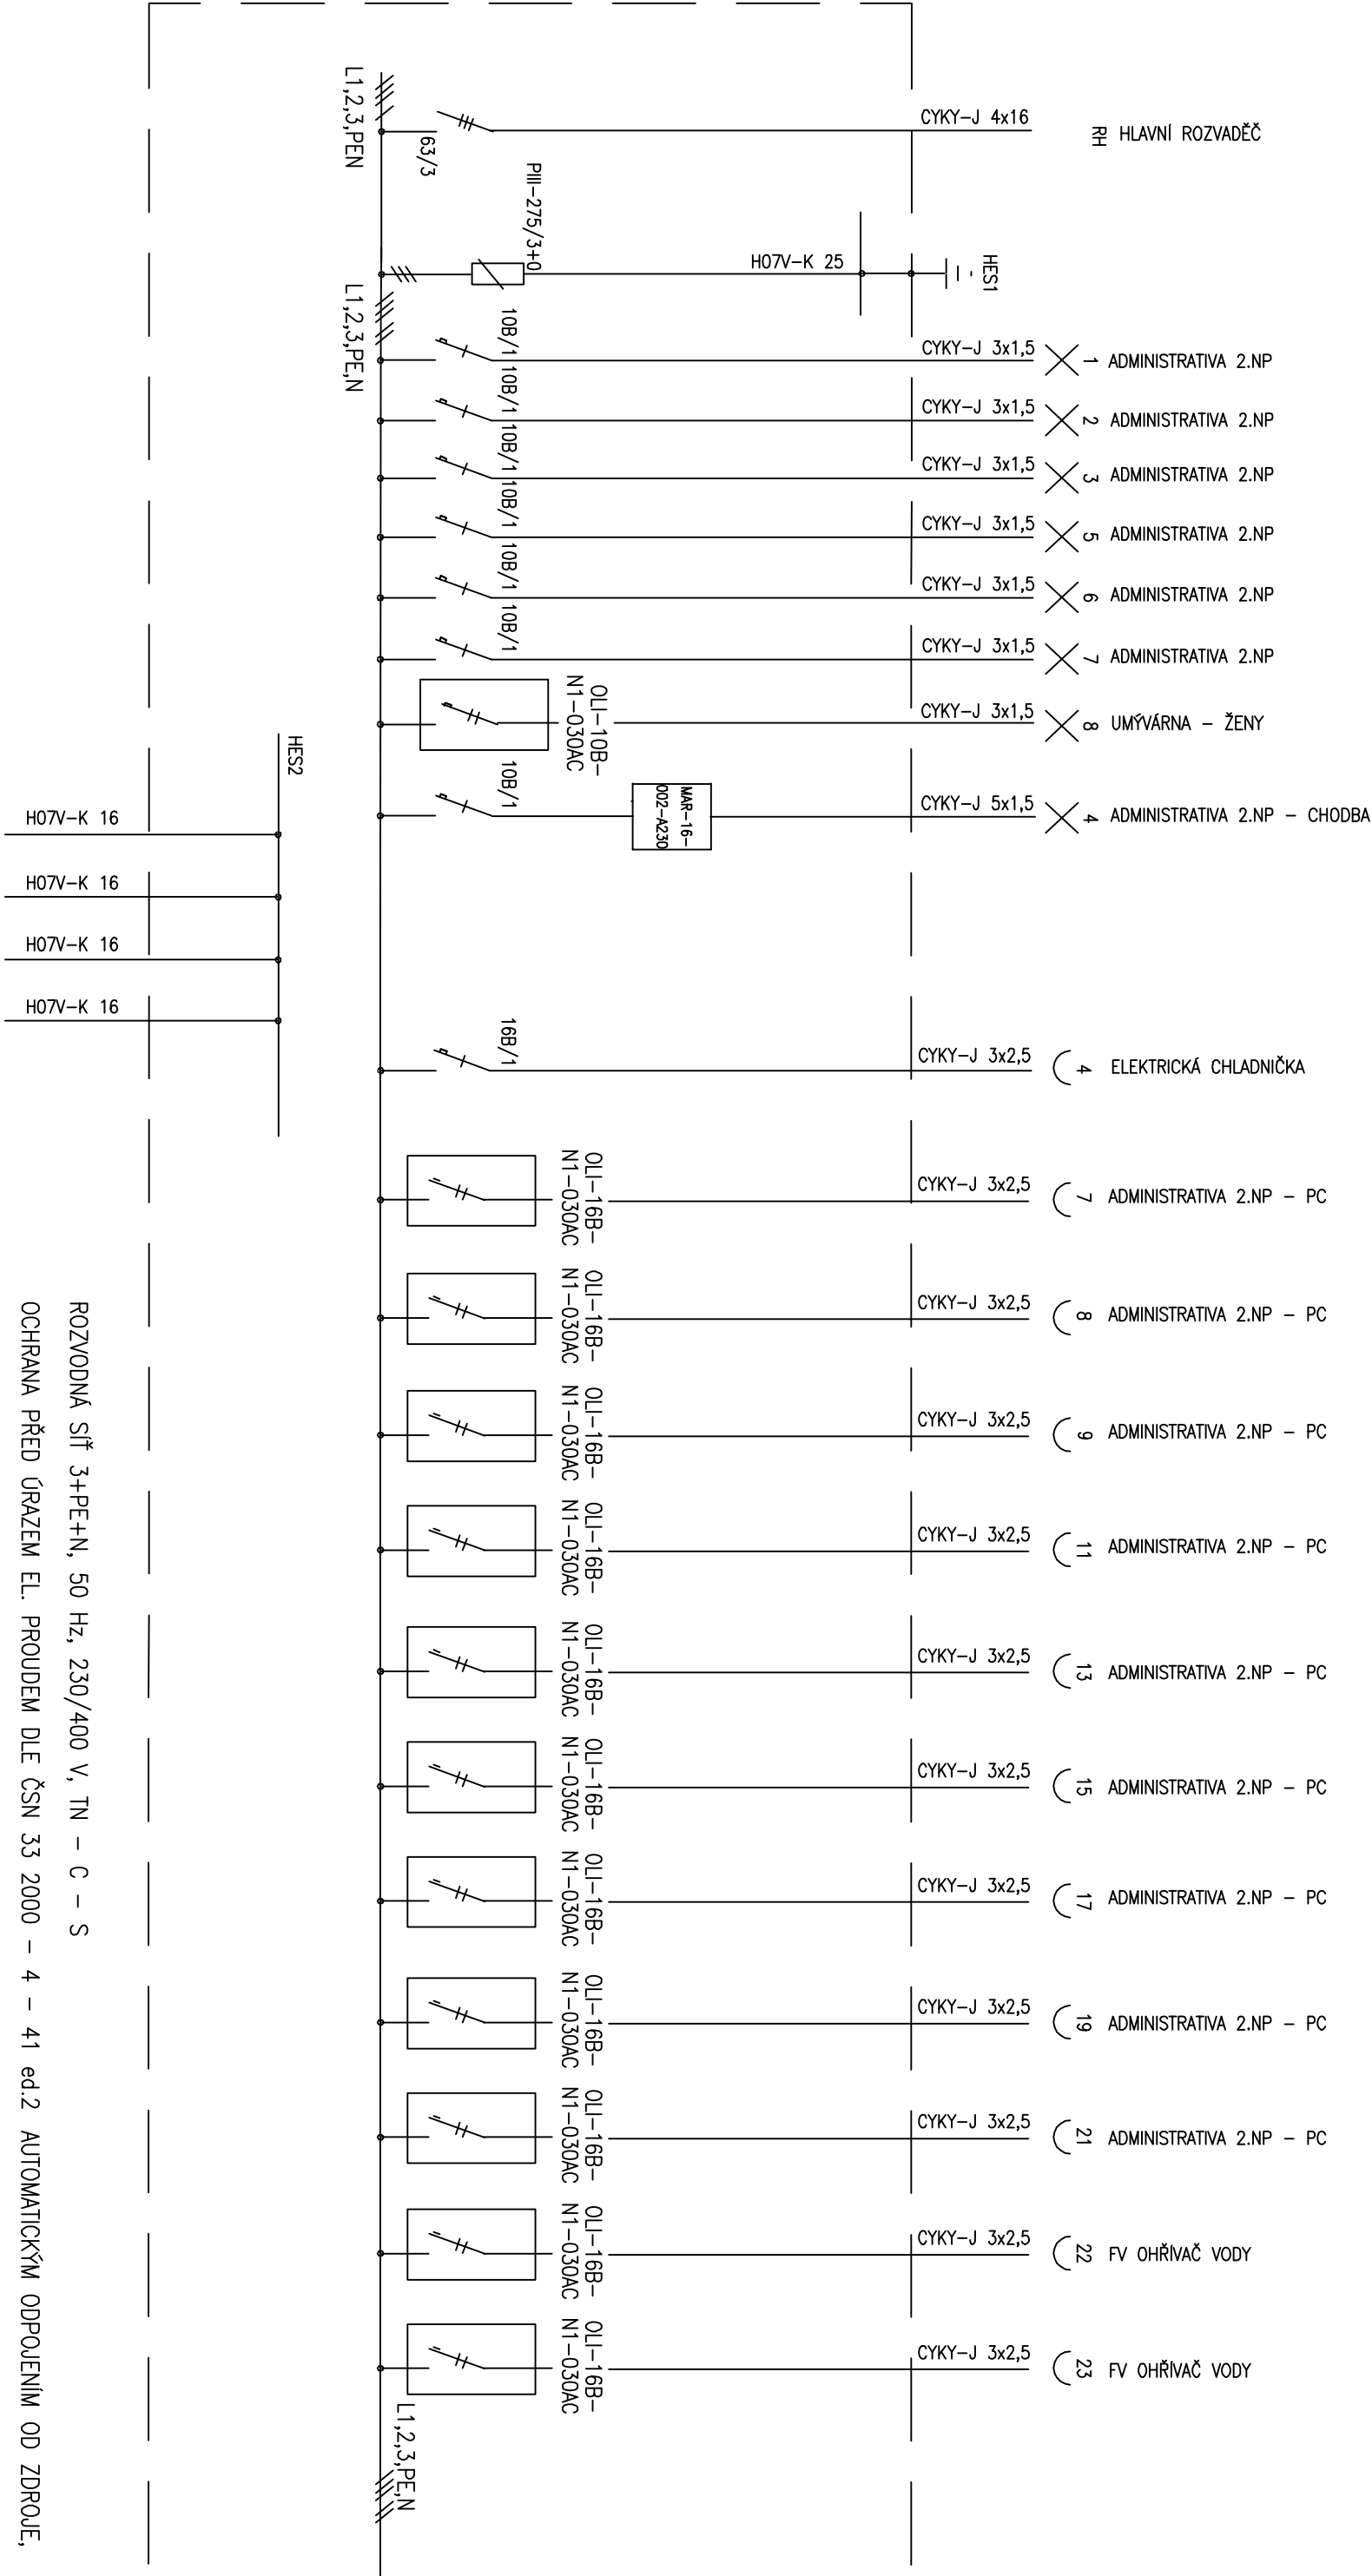 L1,2,3,PEN
63/3
CYKY-J 4x16
RH HLAVNÍ ROZVADĚČ
PIII-275/3+0
H07V-K 25
HES1
L1,2,3,PE,N
10B/1
CYKY-J 3x1,5
1 ADMINISTRATIVA 2.NP
10B/1
CYKY-J 3x1,5
2 ADMINISTRATIVA 2.NP
10B/1
CYKY-J 3x1,5
3 ADMINISTRATIVA 2.NP
10B/1
CYKY-J 3x1,5
5 ADMINISTRATIVA 2.NP
10B/1
CYKY-J 3x1,5
6 ADMINISTRATIVA 2.NP
10B/1
CYKY-J 3x1,5
7 ADMINISTRATIVA 2.NP
OLI-10B-
N1-030AC
CYKY-J 3x1,5
8 UMÝVÁRNA - ŽENY
10B/1
MAR-16-
002-A230
CYKY-J 5x1,5
4 ADMINISTRATIVA 2.NP - CHODBA
HES2
H07V-K 16
H07V-K 16
H07V-K 16
H07V-K 16
16B/1
CYKY-J 3x2,5
4 ELEKTRICKÁ CHLADNIČKA
OLI-16B-
N1-030AC
CYKY-J 3x2,5
7 ADMINISTRATIVA 2.NP - PC
OLI-16B-
N1-030AC
CYKY-J 3x2,5
8 ADMINISTRATIVA 2.NP - PC
OLI-16B-
N1-030AC
CYKY-J 3x2,5
9 ADMINISTRATIVA 2.NP - PC
OLI-16B-
N1-030AC
CYKY-J 3x2,5
11 ADMINISTRATIVA 2.NP - PC
OLI-16B-
N1-030AC
CYKY-J 3x2,5
13 ADMINISTRATIVA 2.NP - PC
OLI-16B-
N1-030AC
CYKY-J 3x2,5
15 ADMINISTRATIVA 2.NP - PC
OLI-16B-
N1-030AC
CYKY-J 3x2,5
17 ADMINISTRATIVA 2.NP - PC
OLI-16B-
N1-030AC
CYKY-J 3x2,5
19 ADMINISTRATIVA 2.NP - PC
OLI-16B-
N1-030AC
CYKY-J 3x2,5
21 ADMINISTRATIVA 2.NP - PC
OLI-16B-
N1-030AC
CYKY-J 3x2,5
22 FV OHŘÍVAČ VODY
OLI-16B-
N1-030AC
CYKY-J 3x2,5
23 FV OHŘÍVAČ VODY
L1,2,3,PE,N
ROZVODNÁ SÍŤ 3+PE+N, 50 Hz, 230/400 V, TN - C - S
OCHRANA PŘED ÚRAZEM EL. PROUDEM DLE ČSN 33 2000 - 4 - 41 ed.2 AUTOMATICKÝM ODPOJENÍM OD ZDROJE,